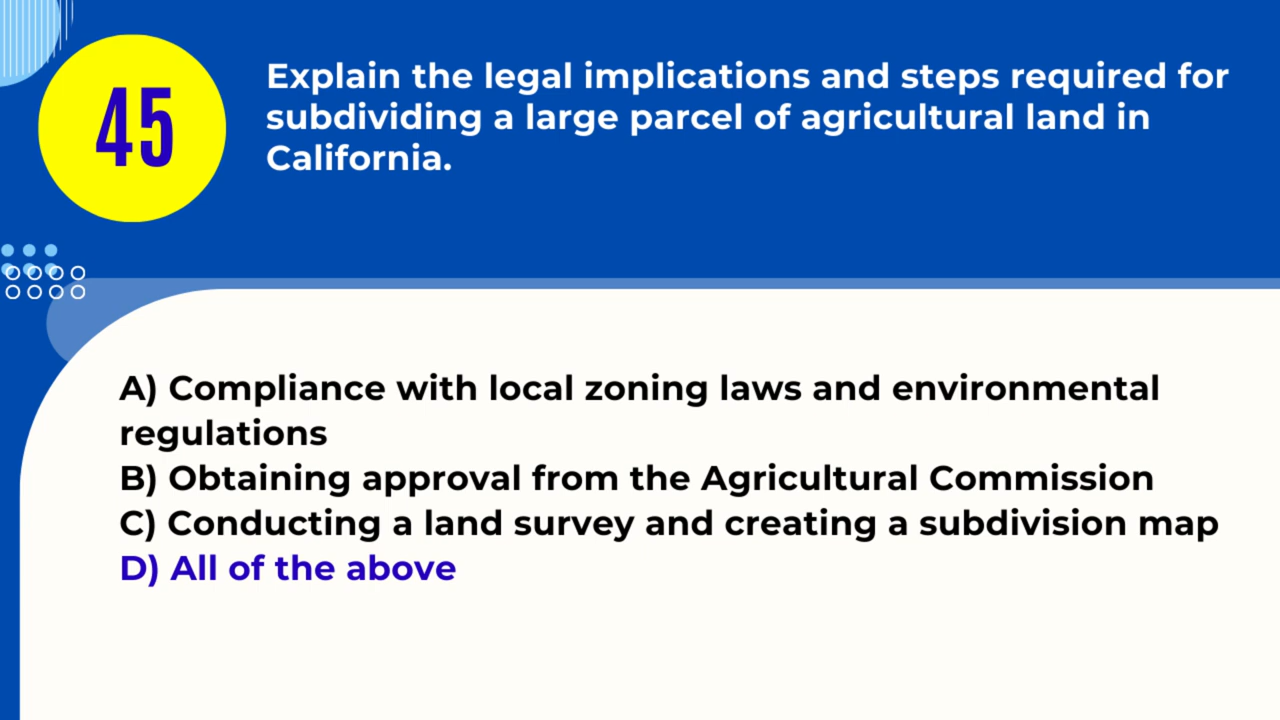 45
Explain the legal implications and steps required for
subdividing a large parcel of agricultural land in
California.
A) Compliance with local zoning laws and environmental
regulations
B) Obtaining approval from the Agricultural Commission
C) Conducting a land survey and creating a subdivision map
D) All of the above